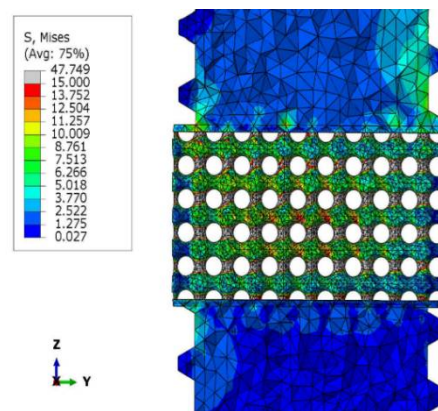 S, Mises
(Avg: 75%)
47.749
15.000
13.752
12.504
11.257
10.009
8.761
7.513
6.266
5.018
3.770
2.522
1.275
0.027
Z
X
Y